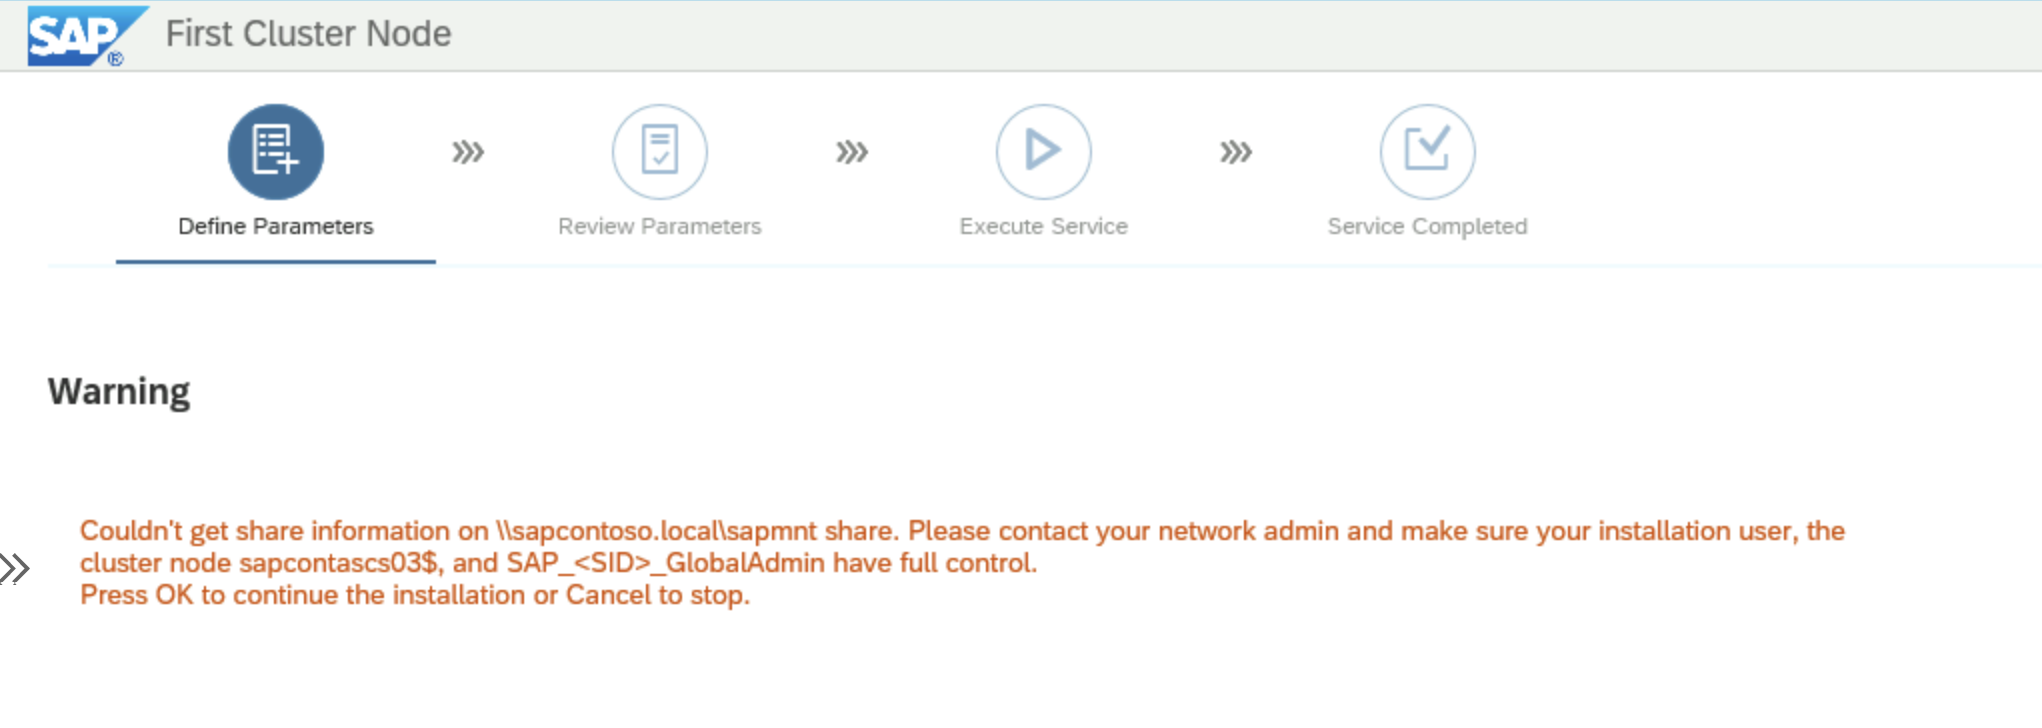 SAP® First Cluster Node
Define Parameters
Review Parameters
Execute Service
Service Completed
Warning
Couldn't get share information on \\sapcontoso.local\sapmnt share. Please contact your network admin and make sure your installation user, the
cluster node sapcontascs03$, and SAP_<SID>_GlobalAdmin have full control.
Press OK to continue the installation or Cancel to stop.